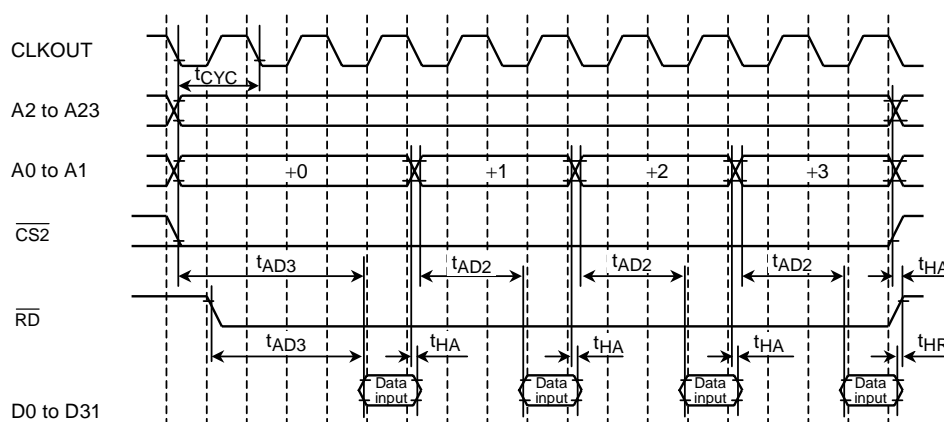 CLKOUT
tCYC
A2 to A23
A0 to A1
+0
+1
+2
+3
CS2
tAD3
tAD2
tAD2
tAD2
tHA
RD
tAD3
tHA
tHA
tHA
tHR
Data input
Data input
Data input
Data input
D0 to D31